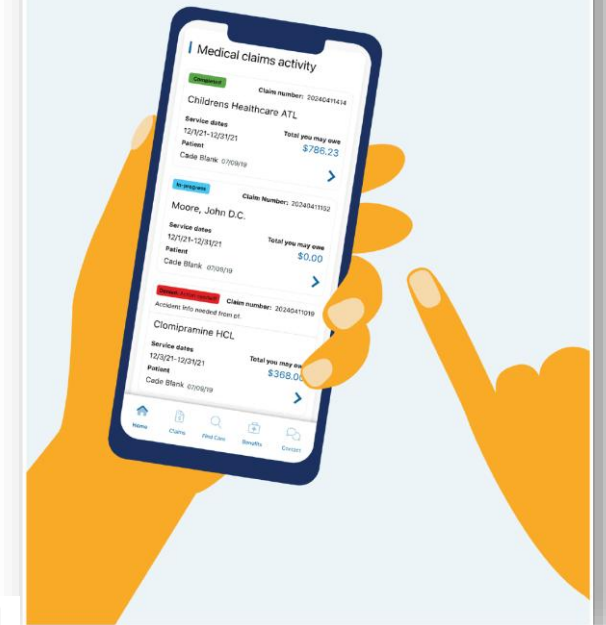 Medical claims activity
Completed
Claim number: 20240411414
Childrens Healthcare ATL
Service dates
Total you may owe
12/1/21-12/31/21
$786.23
Patient
Cade Blank 07/09/19
In-progress
Claim Number: 20240411152
Moore, John D.C.
Service dates
Total you may owe
12/1/21-12/31/21
$0.00
Patient
Cade Blank 07/09/19
Claim number: 20240411019
Accident info needed from pt.
Clomipramine HCL
Service dates
Total you may ow
12/3/21-12/31/21
$368.00
Patient
Cade Blank 07/09/19
Home
Claims
Find Care
Benefits
Contact